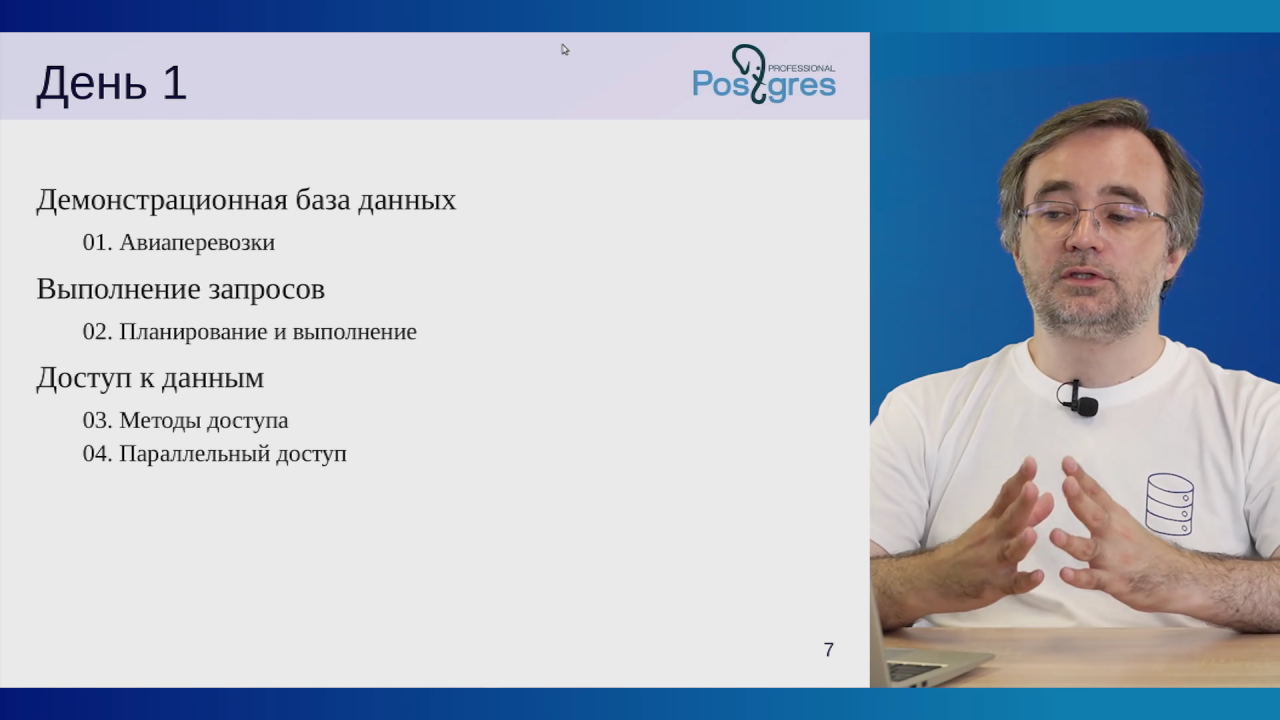 День 1
PROFESSIONAL
Postgres
Демонстрационная база данных
01. Авиаперевозки
Выполнение запросов
02. Планирование и выполнение
Доступ к данным
03. Методы доступа
04. Параллельный доступ
7